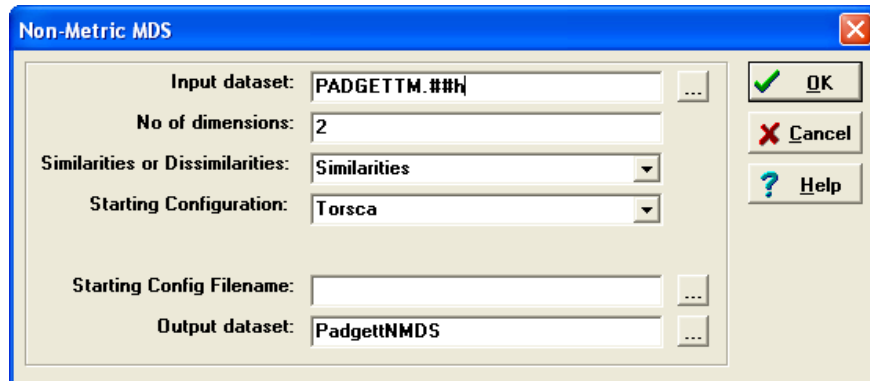 Non-Metric MDS
Input dataset: PADGETTM.##h ... OK
No of dimensions: 2 Cancel
Similarities or Dissimilarities: Similarities
Starting Configuration: Torsca ? Help
Starting Config Filename: ...
Output dataset: PadgettNMDS ...